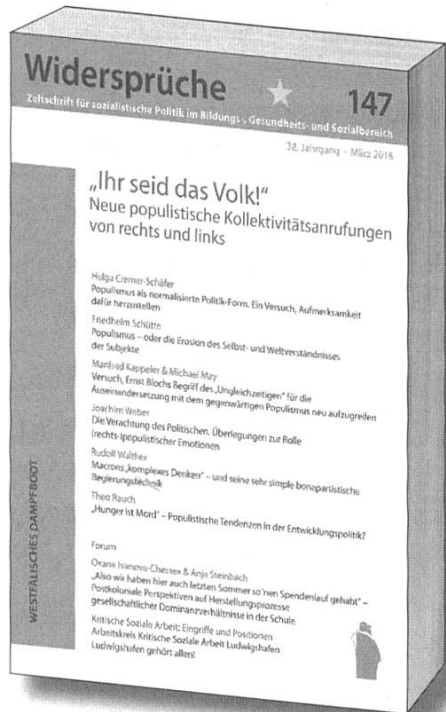 Widersprüche
147
Zeitschrift für sozialistische Politik im Bildungs-, Gesundheits- und Sozialbereich
38. Jahrgang · März 2018
„Ihr seid das Volk!“
Neue populistische Kollektivitätsanrufungen
von rechts und links
Helga Cremer-Schäfer
Populismus als normalisierte Politik-Form. Ein Versuch, Aufmerksamkeit
dafür herzustellen
Friedhelm Schütte
Populismus – oder die Erosion des Selbst- und Weltverständnisses
der Subjekte
Manfred Kappeler & Michael May
Versuch, Ernst Blochs Begriff des „Ungleichzeitigen“ für die
Auseinandersetzung mit dem gegenwärtigen Populismus neu aufzugreifen
Joachim Weber
Die Verachtung des Politischen. Überlegungen zur Rolle
(rechts-)populistischer Emotionen
Rudolf Walther
Macrons „komplexes Denken“ – und seine sehr simple bonapartistische
Regierungstechnik
Theo Rauch
„Hunger ist Mord“ – Populistische Tendenzen in der Entwicklungspolitik?
Forum
Oxana Ivanova-Chessex & Anja Steinbach
„Also wir haben hier auch letzten Sommer so'nen Spendenlauf gehabt“ –
Postkoloniale Perspektiven auf Herstellungsprozesse
gesellschaftlicher Dominanzverhältnisse in der Schule
Kritische Soziale Arbeit: Eingriffe und Positionen
Arbeitskreis Kritische Soziale Arbeit Ludwigshafen
Ludwigshafen gehört allen!
WESTFÄLISCHES DAMPFBOOT